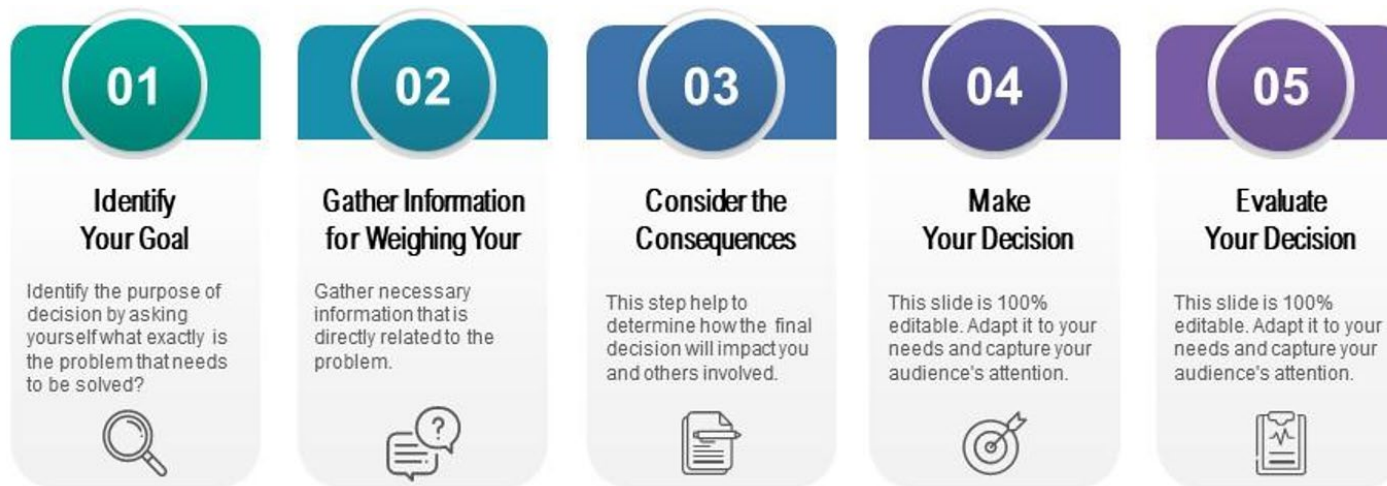 01
Identify
Your Goal
Identify the purpose of
decision by asking
yourself what exactly is
the problem that needs
to be solved?
02
Gather Information
for Weighing Your
Gather necessary
information that is
directly related to the
problem.
?
03
Consider the
Consequences
This step help to
determine how the final
decision will impact you
and others involved.
04
Make
Your Decision
This slide is 100%
editable. Adapt it to your
needs and capture your
audience's attention.
05
Evaluate
Your Decision
This slide is 100%
editable. Adapt it to your
needs and capture your
audience's attention.